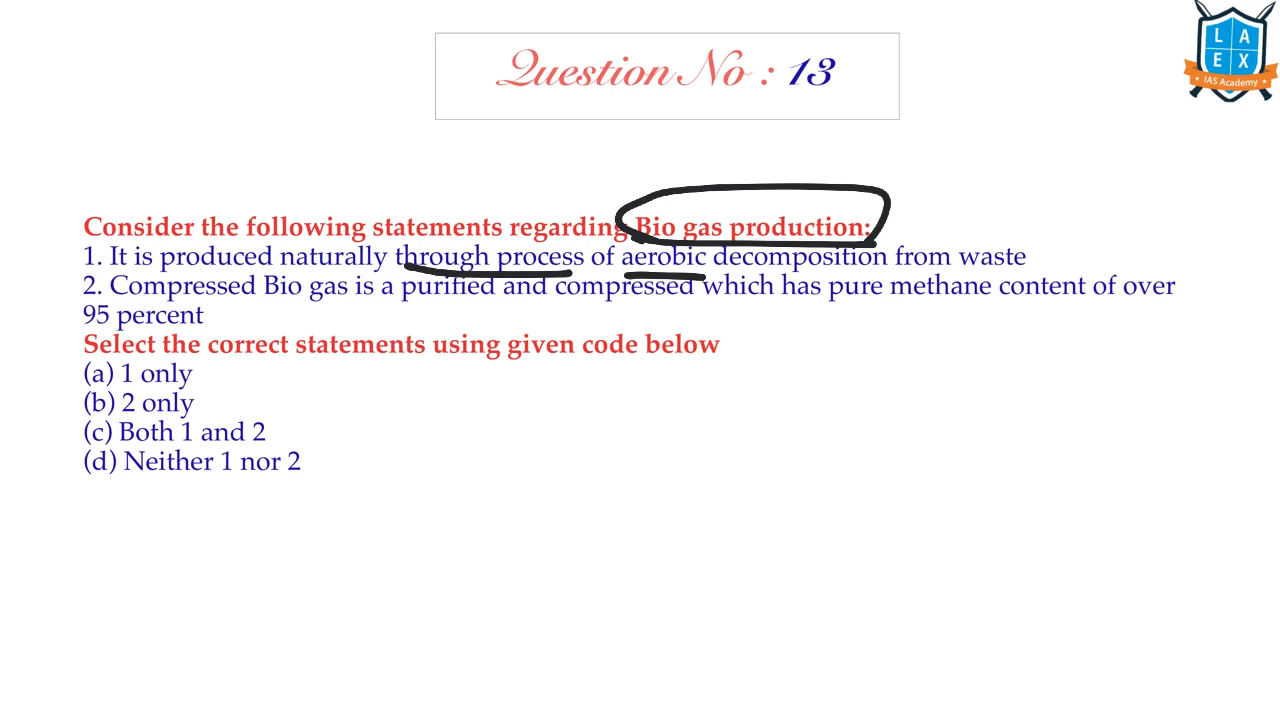 LA
EX
IAS Academy
Question No : 13
Consider the following statements regarding Bio gas production:
1. It is produced naturally through process of aerobic decomposition from waste
2. Compressed Bio gas is a purified and compressed which has pure methane content of over
95 percent
Select the correct statements using given code below
(a) 1 only
(b) 2 only
(c) Both 1 and 2
(d) Neither 1 nor 2